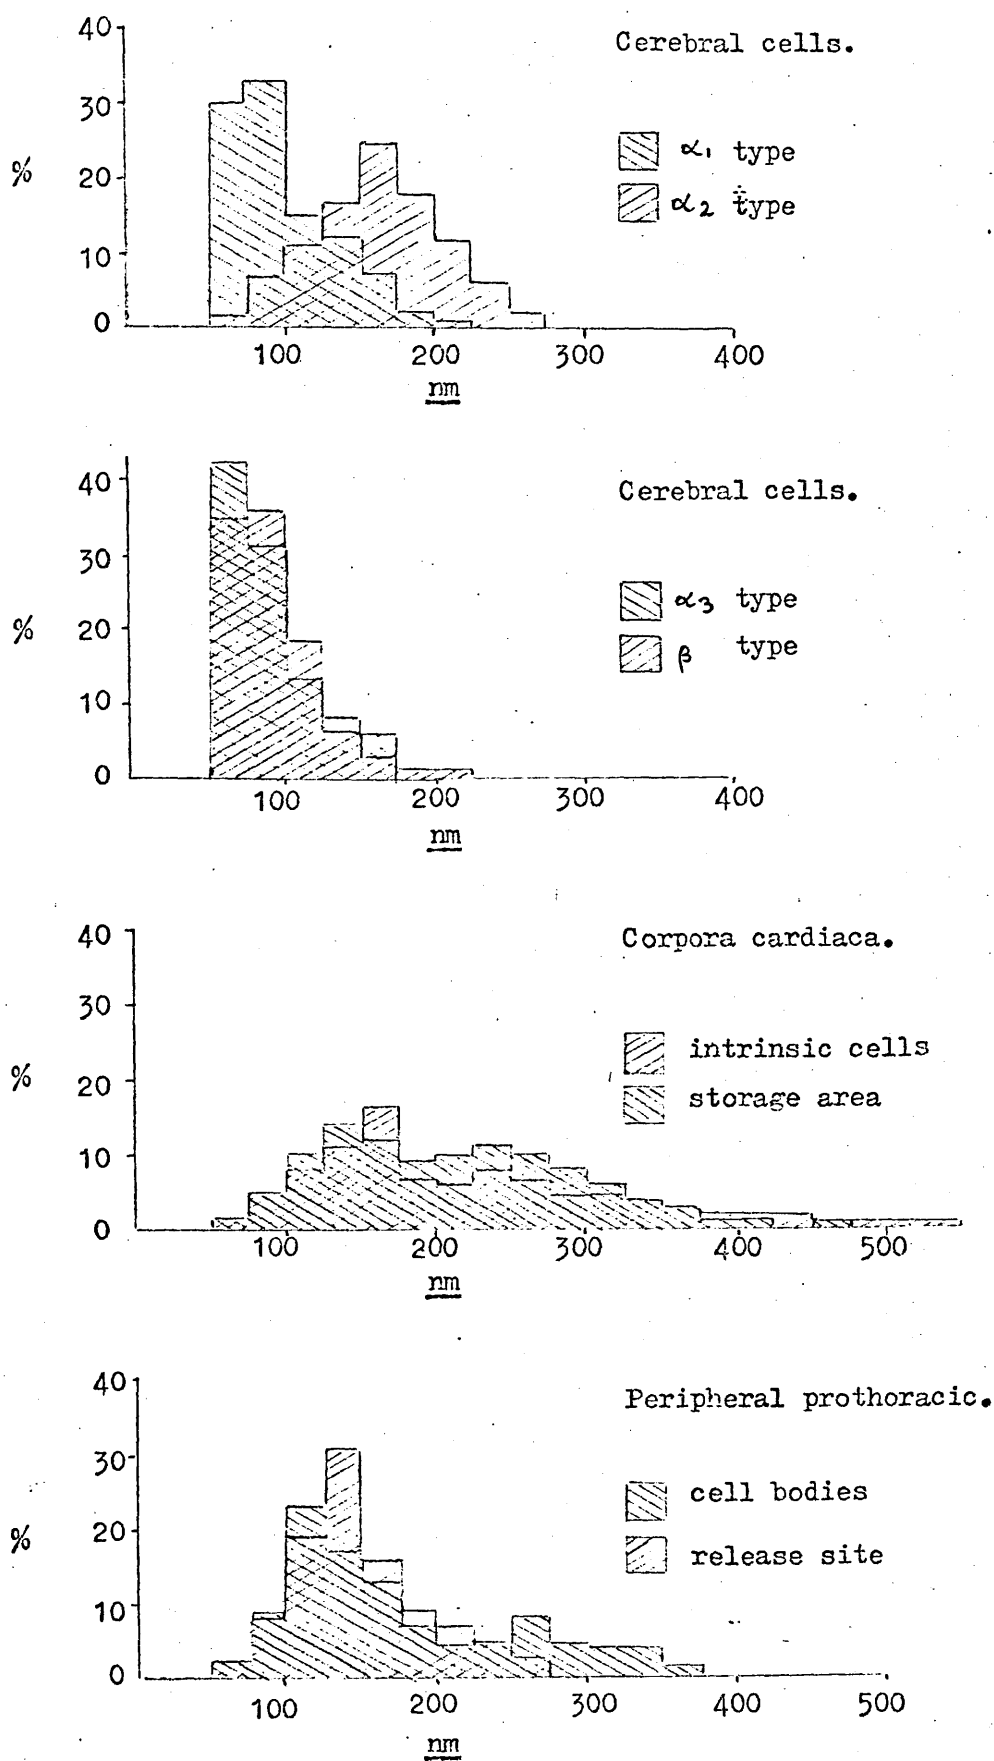 Cerebral cells.
α1 type
α2 type
%
40
30
20
10
0
100 200 300 400
nm
Cerebral cells.
α3 type
β type
%
40
30
20
10
0
100 200 300 400
nm
Corpora cardiaca.
intrinsic cells
storage area
%
40
30
20
10
0
100 200 300 400 500
nm
Peripheral prothoracic.
cell bodies
release site
%
40
30
20
10
0
100 200 300 400 500
nm